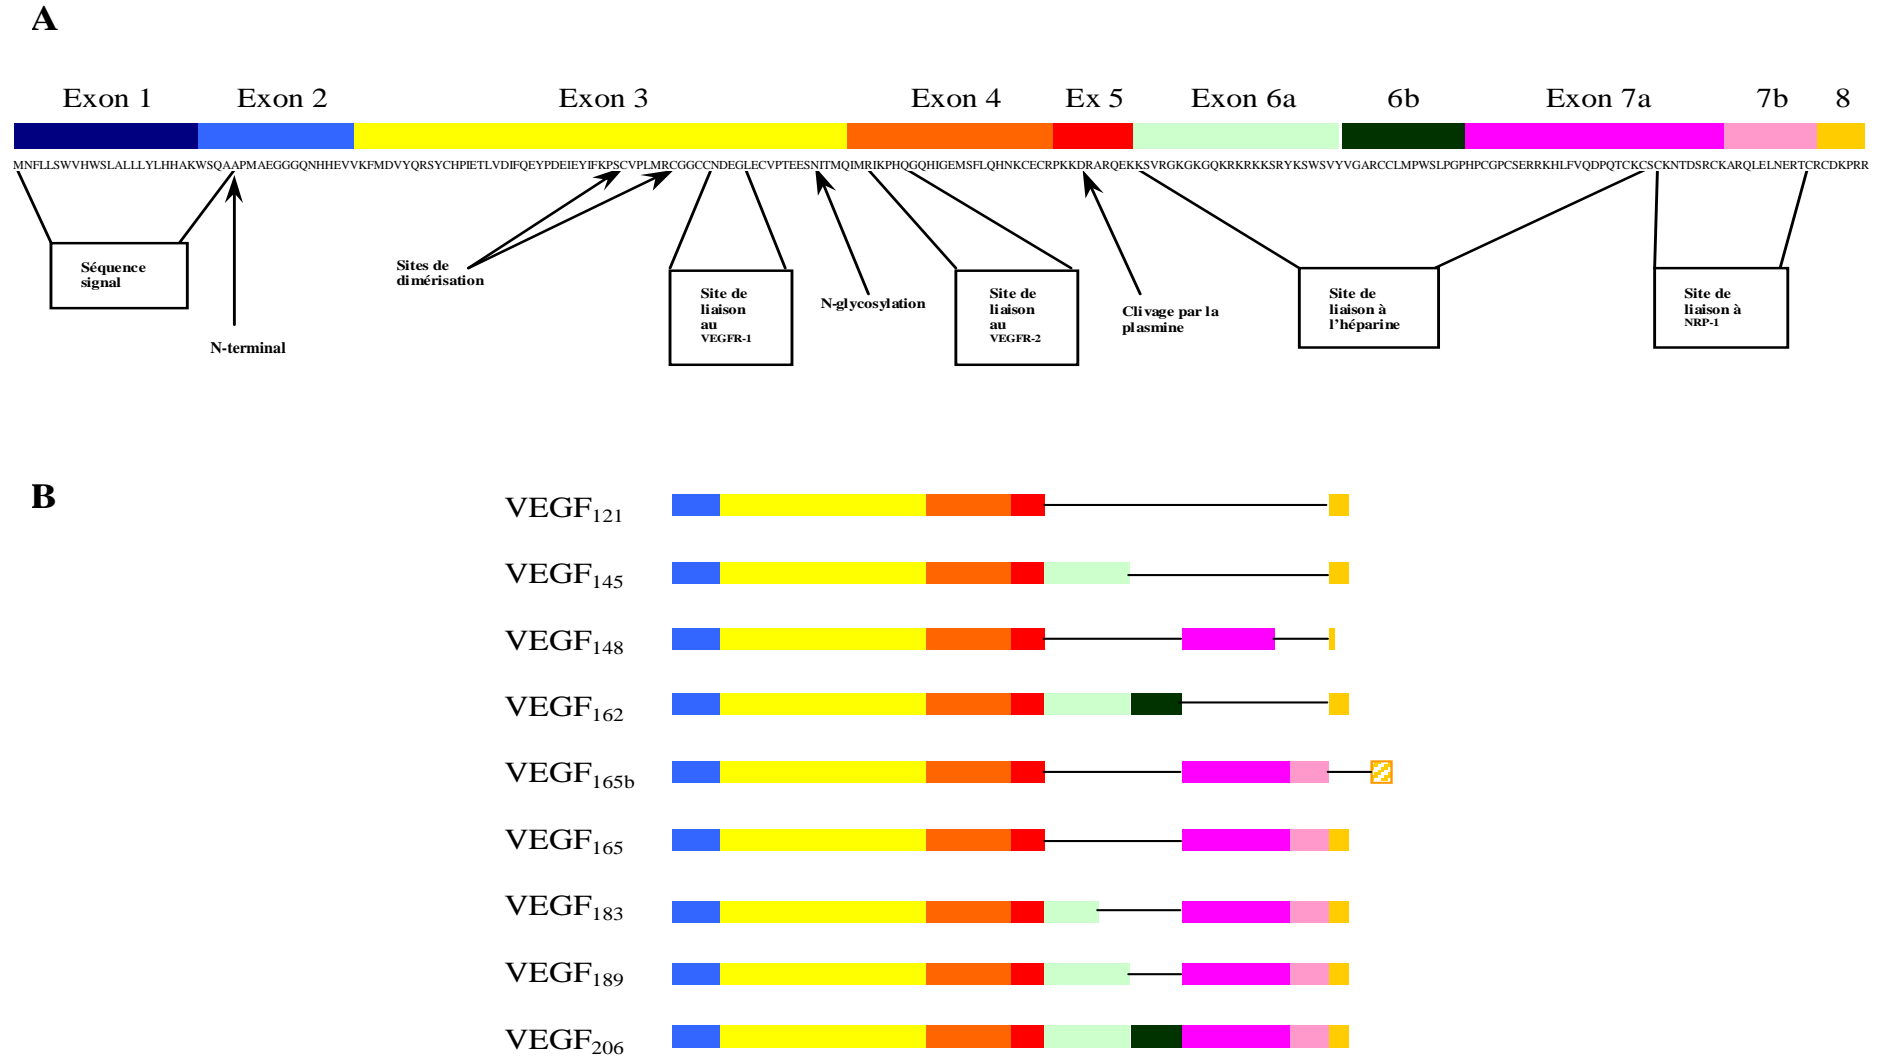 A
Exon 1 Exon 2 Exon 3 Exon 4 Ex 5 Exon 6a 6b Exon 7a 7b 8
MNFLLSWVHWSLALLLYLHHAKWSQAAPMAEGGGQNHHEVVKFMDVYQRSYCHPIETLVDIFQEYPDEIEYIFKPSCVPLMRCGGCCNDEGLECVPTEESNITMQIMRIKPHQGQHIGEMSFLQHNKCECRPKKDRARQEKKSVRGKGKGQKRKRKKSRYKSWSVYVGARCCLMPWSLPGPHPCGPCSERRKHLFVQDPQTCKCSCKNTDSRCKARQLELNERTCRCDKPRR
Séquence
signal
N-terminal
Sites de
dimérisation
Site de
liaison
au
VEGFR-1
N-glycosylation
Site de
liaison
au
VEGFR-2
Clivage par la
plasmine
Site de
liaison à
l'héparine
Site de
liaison à
NRP-1
B
VEGF121
VEGF145
VEGF148
VEGF162
VEGF165b
VEGF165
VEGF183
VEGF189
VEGF206